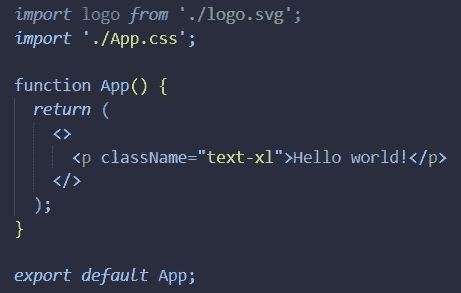 import logo from './logo.svg';
import './App.css';

function App() {
  return (
    <>
      <p className="text-xl">Hello world!</p>
    </>
  );
}

export default App;